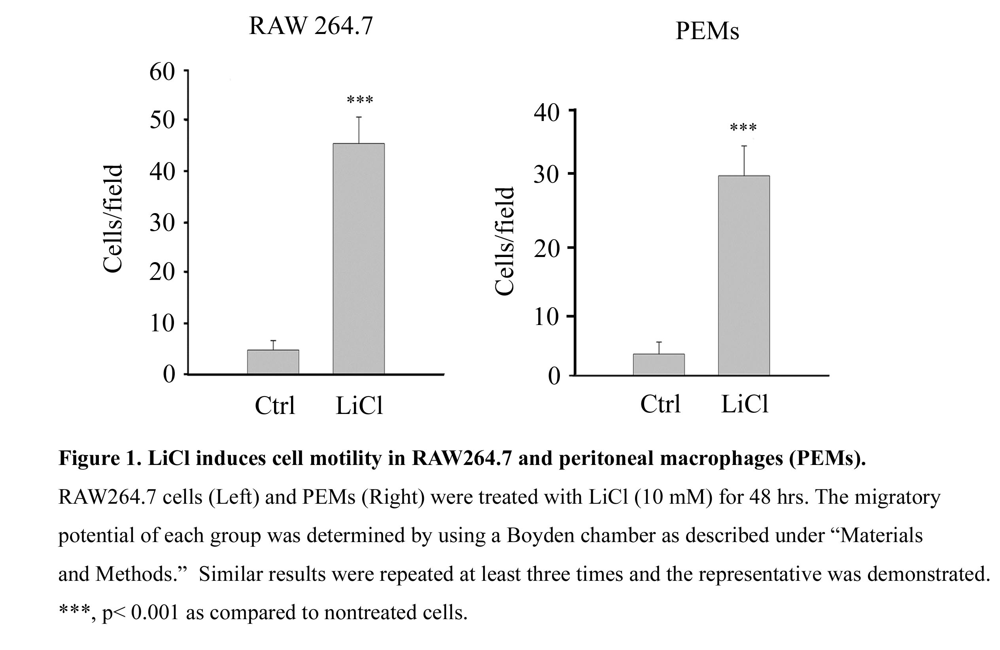 RAW 264.7
60
50
40
30
20
10
0
Cells/field
***
Ctrl LiCl
PEMs
40
30
20
10
0
Cells/field
***
Ctrl LiCl
Figure 1. LiCl induces cell motility in RAW264.7 and peritoneal macrophages (PEMs).
RAW264.7 cells (Left) and PEMs (Right) were treated with LiCl (10 mM) for 48 hrs. The migratory
potential of each group was determined by using a Boyden chamber as described under “Materials
and Methods.”  Similar results were repeated at least three times and the representative was demonstrated.
***, p< 0.001 as compared to nontreated cells.